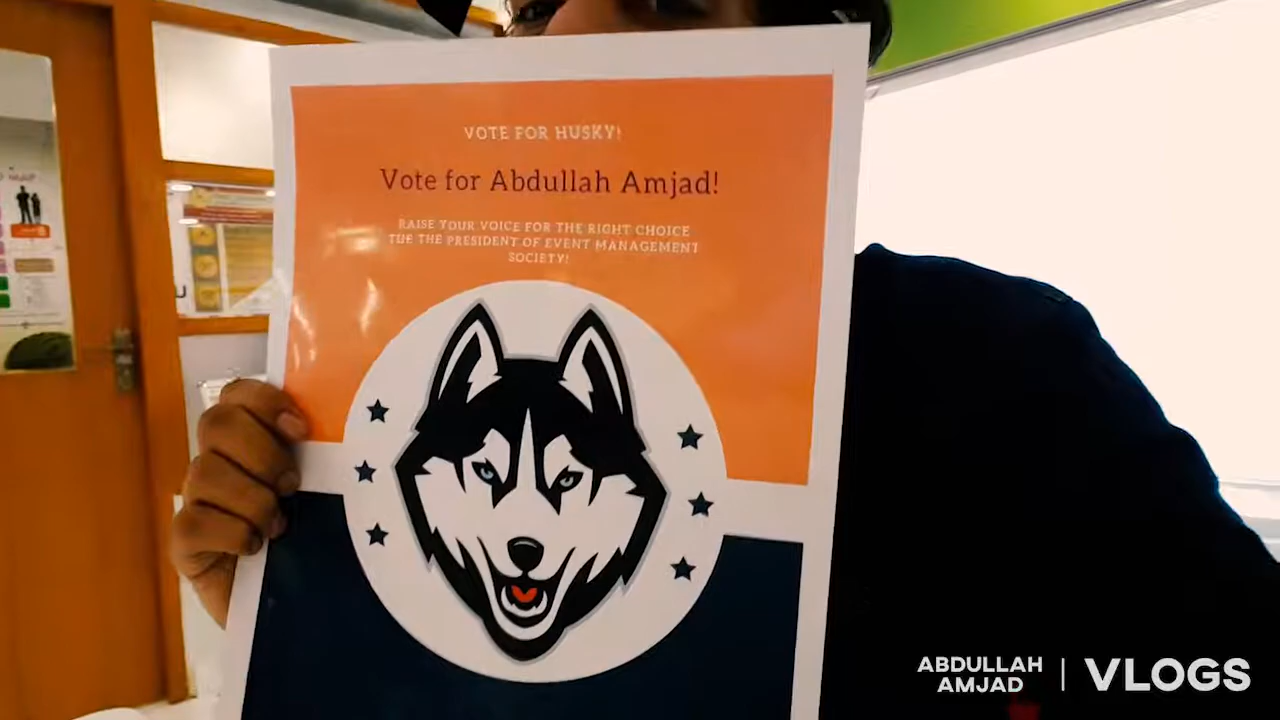 VOTE FOR HUSKY!
Vote for Abdullah Amjad!
RAISE YOUR VOICE FOR THE RIGHT CHOICE
TUE THE PRESIDENT OF EVENT MANAGEMENT
SOCIETY!
ABDULLAH
AMJAD
VLOGS